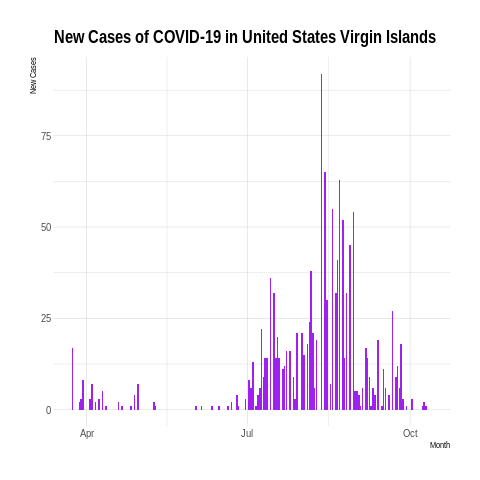 New Cases of COVID-19 in United States Virgin Islands
New Cases
75
50
25
0
Apr
Jul
Oct
Month